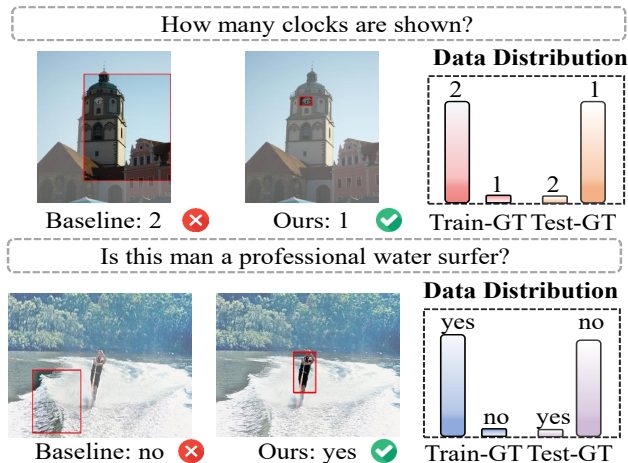 How many clocks are shown?
Data Distribution
2
1
1
2
Train-GT Test-GT
Baseline: 2
Ours: 1
Is this man a professional water surfer?
Data Distribution
yes
no
no
yes
Train-GT Test-GT
Baseline: no
Ours: yes